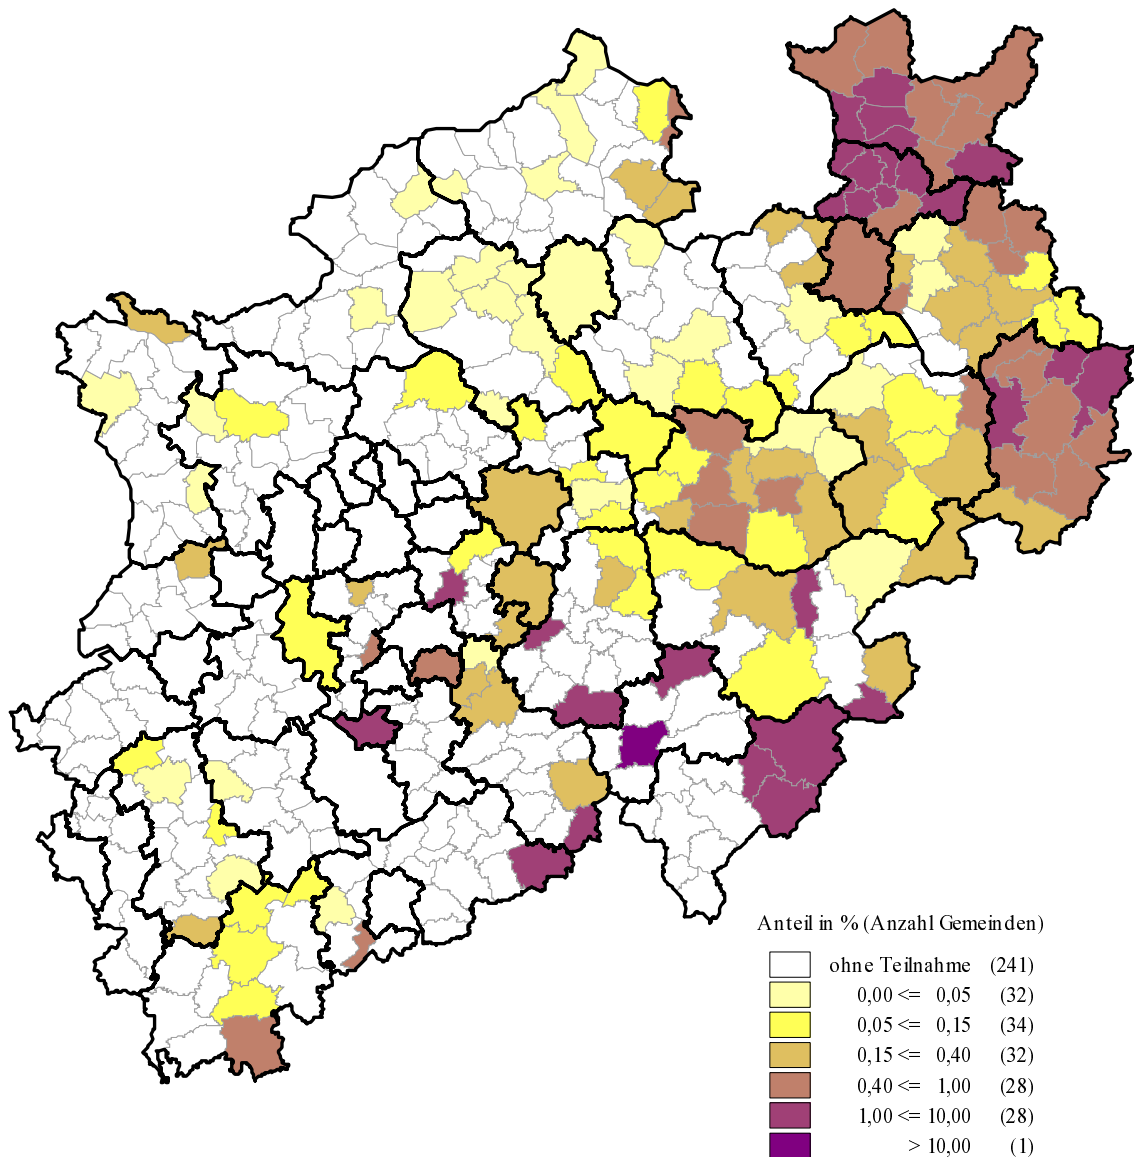 Anteil in % (Anzahl Gemeinden)
ohne Teilnahme (241)
0,00 <= 0,05 (32)
0,05 <= 0,15 (34)
0,15 <= 0,40 (32)
0,40 <= 1,00 (28)
1,00 <= 10,00 (28)
> 10,00 (1)